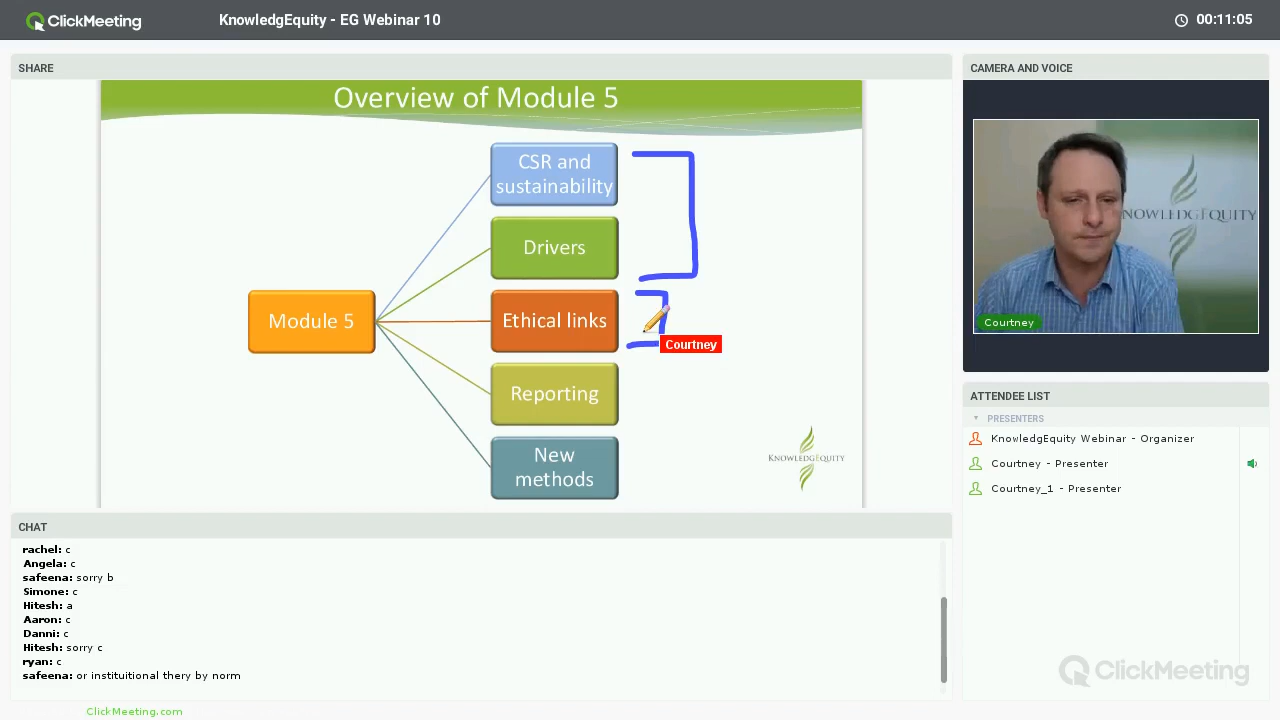 ClickMeeting
KnowledgEquity - EG Webinar 10
00:11:05
SHARE
Overview of Module 5
CSR and
sustainability
Drivers
Module 5
Ethical links
Courtney
Reporting
New
methods
KNOWLEDGEQUITY
CAMERA AND VOICE
KNOWLEDGEQUITY
Courtney
ATTENDEE LIST
PRESENTERS
KnowledgEquity Webinar - Organizer
Courtney - Presenter
Courtney_1 - Presenter
CHAT
rachel: c
Angela: c
safeena: sorry b
Simone: c
Hitesh: a
Aaron: c
Danni: c
Hitesh: sorry c
ryan: c
safeena: or instituitional thery by norm
ClickMeeting
ClickMeeting.com